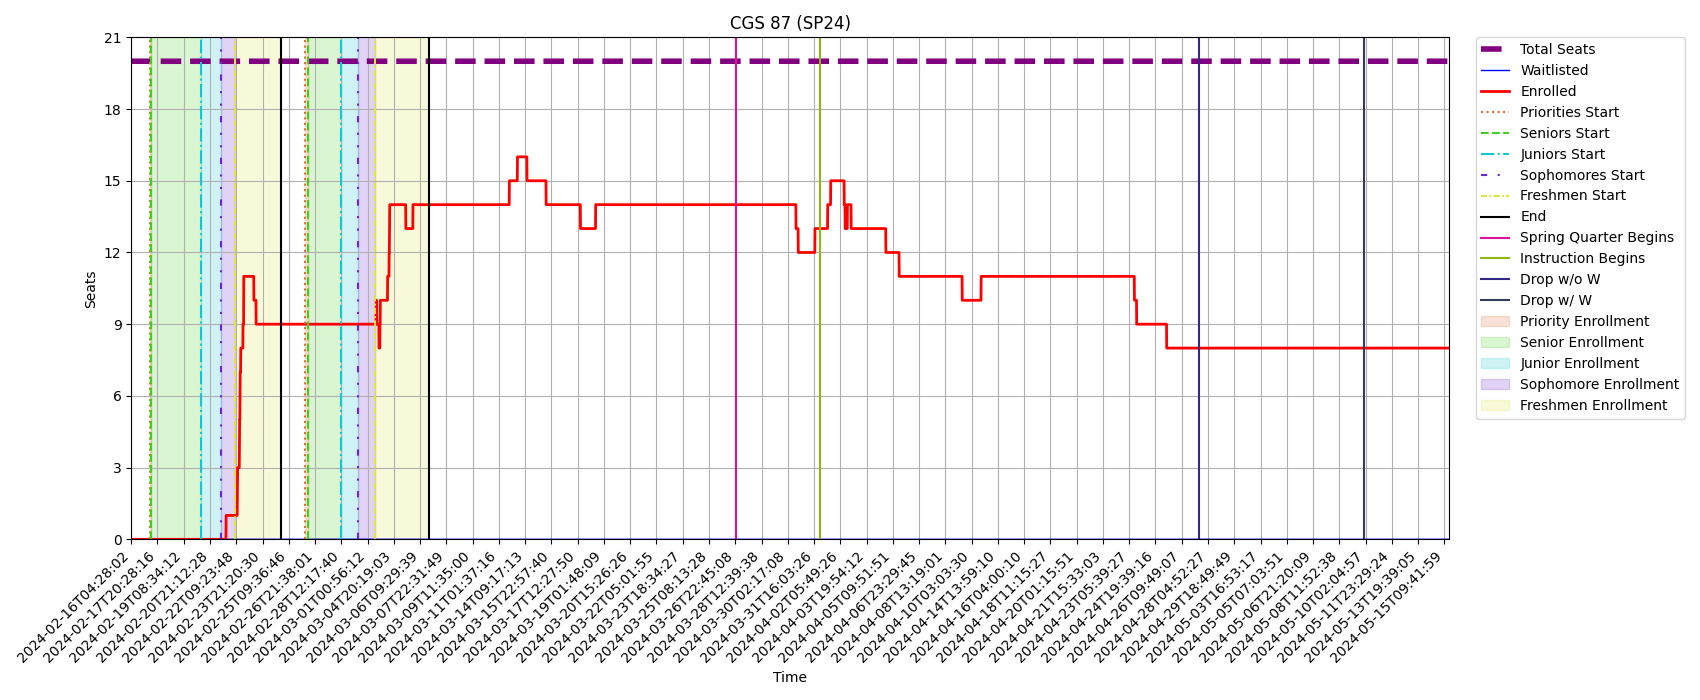 CGS 87 (SP24)
21
18
15
12
9
6
3
0
Seats
2024-02-16T04:28:02
2024-02-17T20:28:16
2024-02-19T08:34:12
2024-02-20T21:12:28
2024-02-22T09:23:48
2024-02-23T21:20:30
2024-02-25T09:36:46
2024-02-26T21:38:01
2024-02-28T12:17:40
2024-03-01T00:56:12
2024-03-04T20:19:03
2024-03-06T09:29:39
2024-03-07T22:31:49
2024-03-09T11:35:00
2024-03-11T01:37:16
2024-03-14T09:17:13
2024-03-15T22:57:40
2024-03-17T12:27:50
2024-03-19T01:48:09
2024-03-20T15:26:26
2024-03-22T05:01:55
2024-03-23T18:34:27
2024-03-25T08:13:28
2024-03-26T22:45:08
2024-03-28T12:39:38
2024-03-30T02:17:08
2024-03-31T16:03:26
2024-04-02T05:49:26
2024-04-03T19:54:12
2024-04-05T09:51:51
2024-04-06T23:29:45
2024-04-08T13:19:01
2024-04-10T03:03:30
2024-04-14T13:59:10
2024-04-16T04:00:10
2024-04-18T11:15:27
2024-04-20T01:15:51
2024-04-21T15:33:03
2024-04-23T05:39:27
2024-04-24T19:39:16
2024-04-26T09:49:07
2024-04-28T04:52:27
2024-04-29T18:49:49
2024-05-03T16:53:17
2024-05-05T07:03:51
2024-05-06T21:20:09
2024-05-08T11:52:38
2024-05-10T02:04:57
2024-05-11T23:29:24
2024-05-13T19:39:05
2024-05-15T09:41:59
Time
Total Seats
Waitlisted
Enrolled
Priorities Start
Seniors Start
Juniors Start
Sophomores Start
Freshmen Start
End
Spring Quarter Begins
Instruction Begins
Drop w/o W
Drop w/ W
Priority Enrollment
Senior Enrollment
Junior Enrollment
Sophomore Enrollment
Freshmen Enrollment